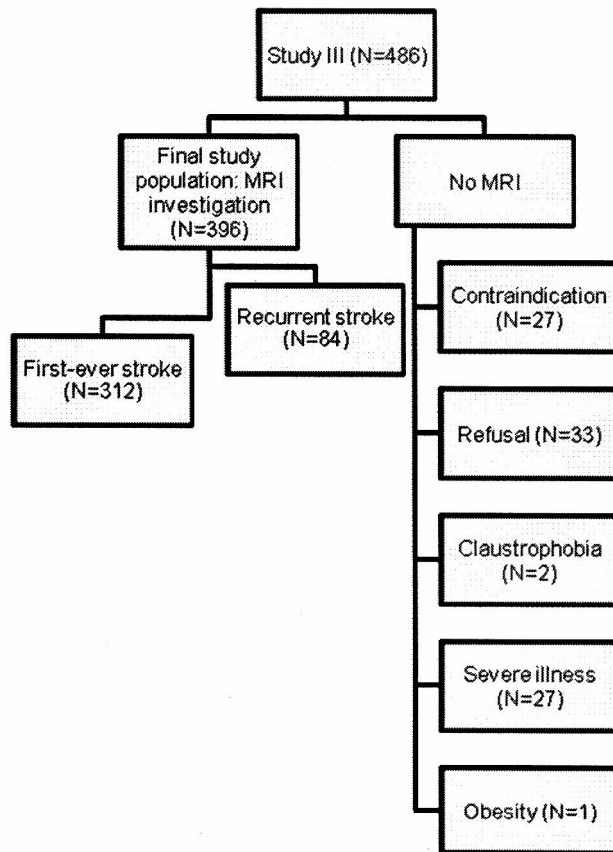 Study III (N=486)
Final study
population: MRI
investigation
(N=396)
No MRI
Recurrent stroke
(N=84)
First-ever stroke
(N=312)
Contraindication
(N=27)
Refusal (N=33)
Claustrophobia
(N=2)
Severe illness
(N=27)
Obesity (N=1)